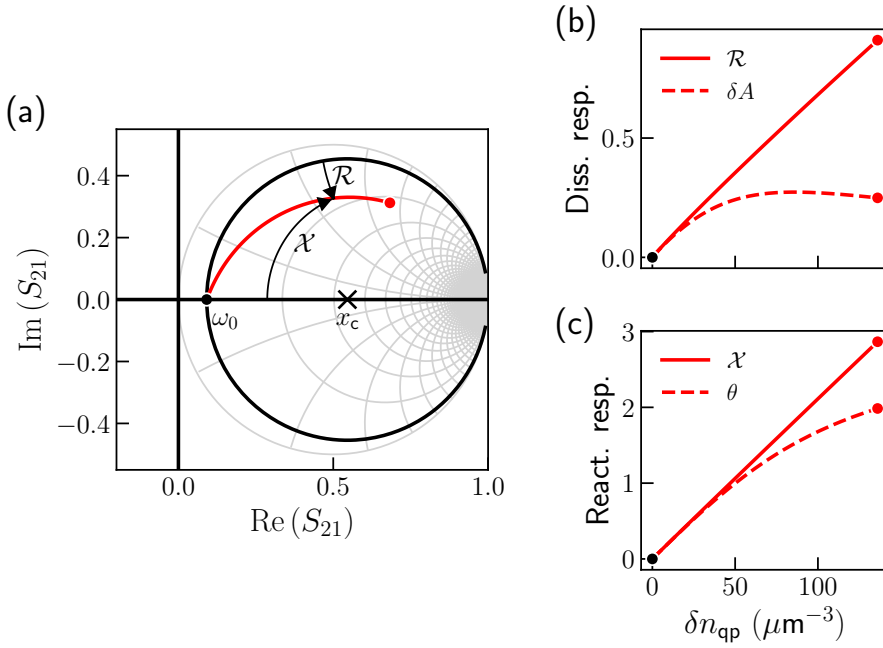 (a)
Im (S₂₁)
0.4
0.2
0.0
−0.2
−0.4
ℛ
𝒳
ω₀
x_c
0.0
0.5
1.0
Re (S₂₁)
(b)
Diss. resp.
0.5
0.0
ℛ
δA
(c)
React. resp.
3
2
1
0
𝒳
θ
0
50
100
δn_qp (μm⁻³)